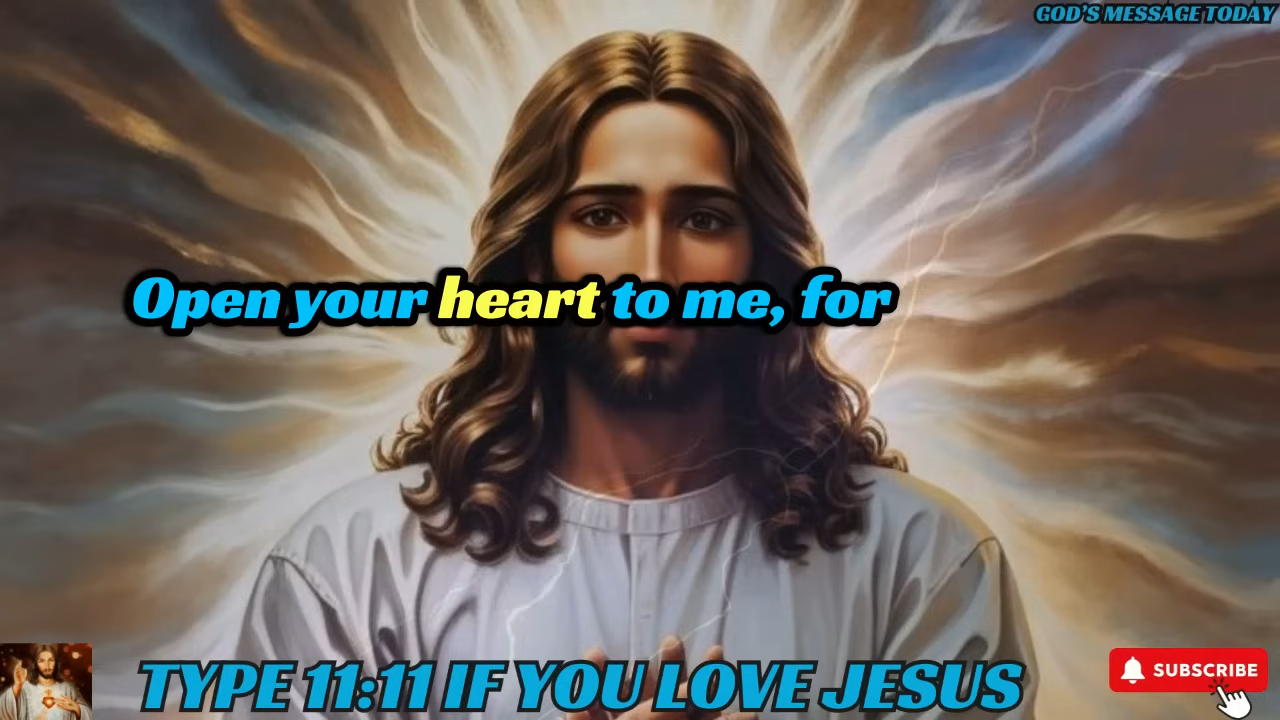 GOD'S MESSAGE TODAY
Open your heart to me, for
TYPE 11:11 IF YOU LOVE JESUS
SUBSCRIBE